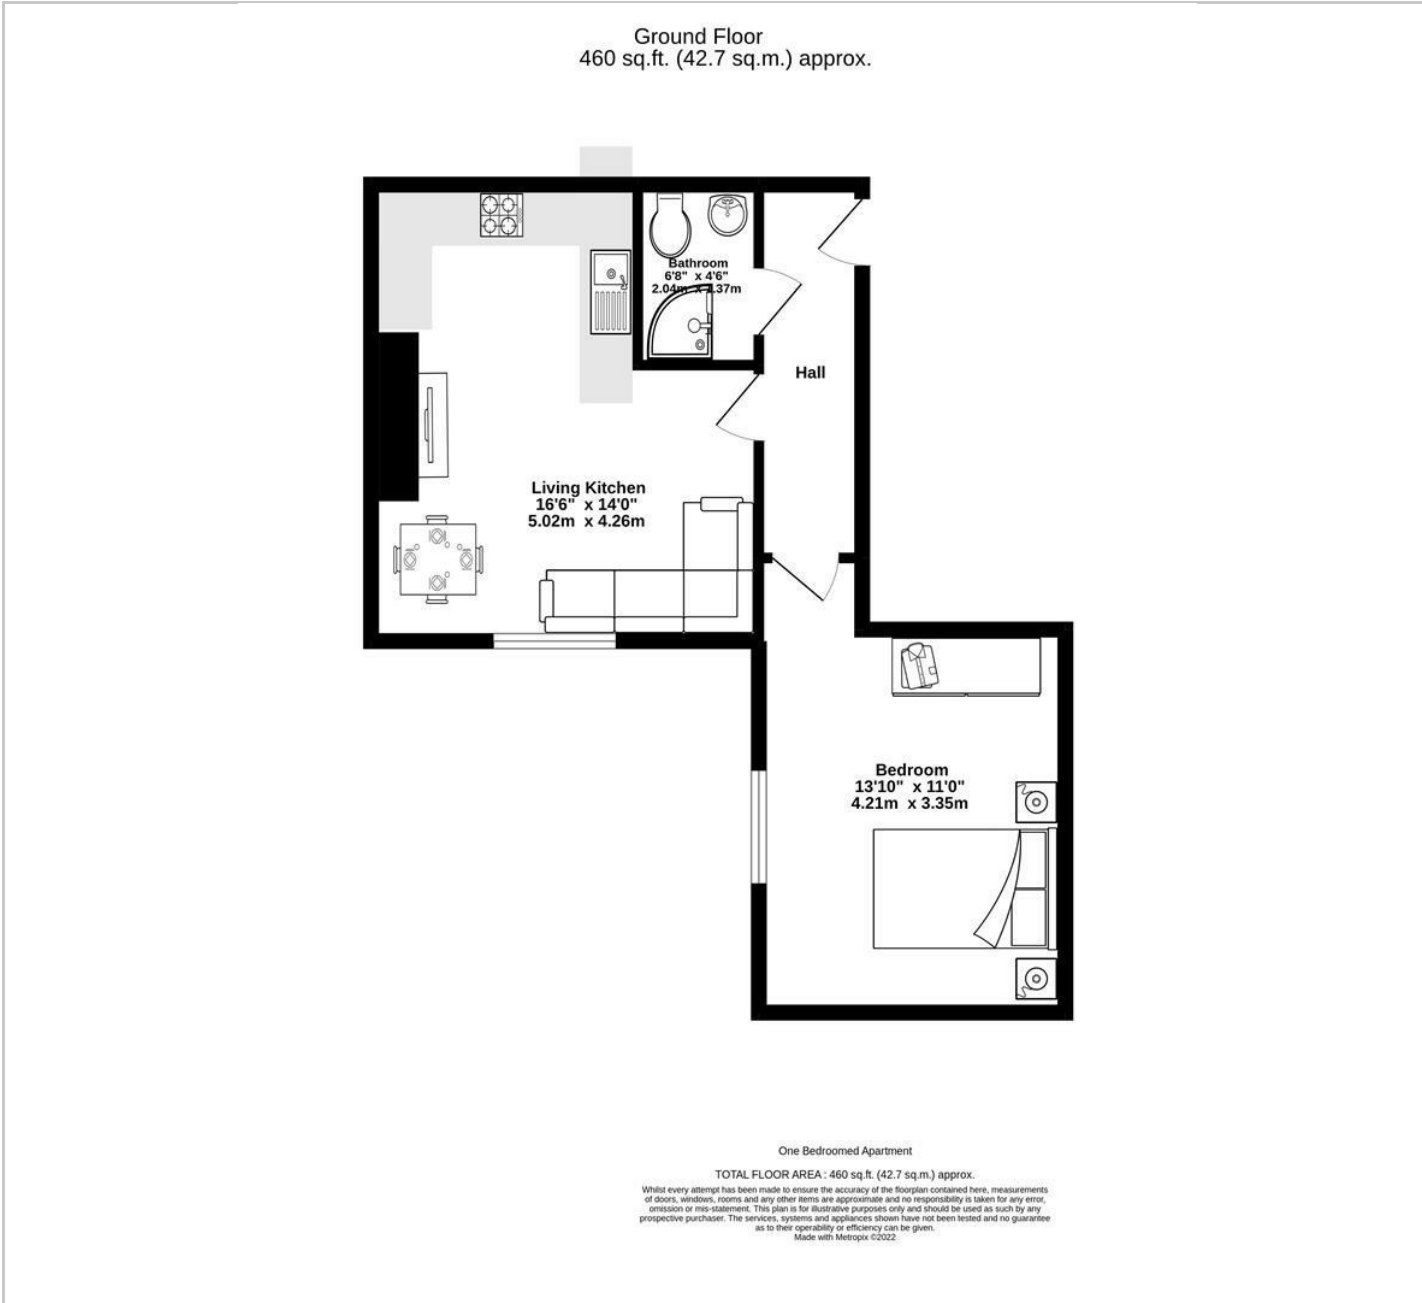 Ground Floor
460 sq.ft. (42.7 sq.m.) approx.
Bathroom
6'8" x 4'6"
2.04m x 1.37m
Hall
Living Kitchen
16'6" x 14'0"
5.02m x 4.26m
Bedroom
13'10" x 11'0"
4.21m x 3.35m
One Bedroomed Apartment
TOTAL FLOOR AREA : 460 sq.ft. (42.7 sq.m.) approx.
Whilst every attempt has been made to ensure the accuracy of the floorplan contained here, measurements
of doors, windows, rooms and any other items are approximate and no responsibility is taken for any error,
omission or mis-statement. This plan is for illustrative purposes only and should be used as such by any
prospective purchaser. The services, systems and appliances shown have not been tested and no guarantee
as to their operability or efficiency can be given.
Made with Metropix ©2022